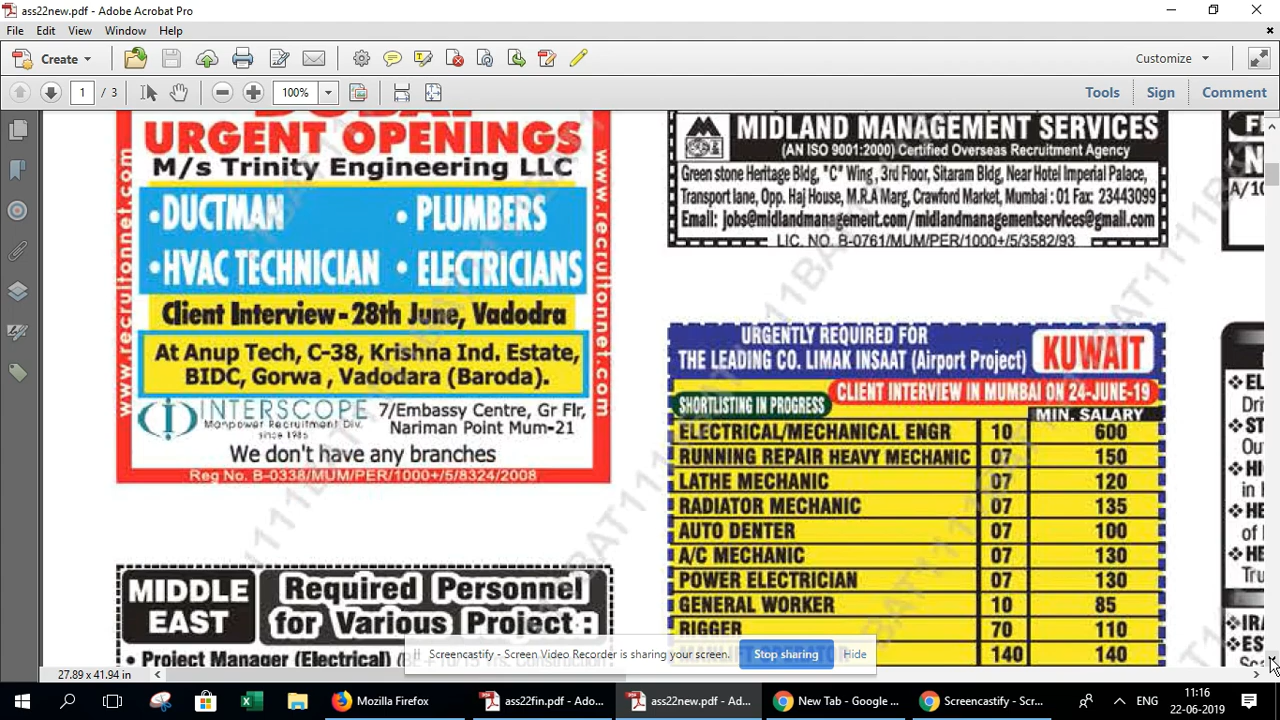 ass22new.pdf - Adobe Acrobat Pro
File Edit View Window Help
Create
Customize
1 / 3
100%
Tools Sign Comment
URGENT OPENINGS
M/s Trinity Engineering LLC
•DUCTMAN • PLUMBERS
•HVAC TECHNICIAN • ELECTRICIANS
Client Interview-28th June, Vadodra
At Anup Tech, C-38, Krishna Ind. Estate,
BIDC, Gorwa , Vadodara (Baroda).
INTERSCOPE
Manpower Recruitment Div.
since 1986
7/Embassy Centre, Gr Flr,
Nariman Point Mum-21
We don't have any branches
Reg No. B-0338/MUM/PER/1000+/5/8324/2008
www.recruitonnet.com
www.recruitonnet.com
MIDDLE
EAST
Required Personnel
for Various Project :
• Project Manager (Electrical)
MIDLAND MANAGEMENT SERVICES
(AN ISO 9001:2000) Certified Overseas Recruitment Agency
Green stone Heritage Bldg, "C" Wing , 3rd Floor, Sitaram Bldg, Near Hotel Imperial Palace,
Transport lane, Opp. Haj House, M.R.A Marg, Crawford Market, Mumbai : 01 Fax: 23443099
Email: jobs@midlandmanagement.com/midlandmanagementservices@gmail.com
LIC. NO. B-0761/MUM/PER/1000+/5/3582/93
URGENTLY REQUIRED FOR
THE LEADING CO. LIMAK INSAAT (Airport Project)
KUWAIT
CLIENT INTERVIEW IN MUMBAI ON 24-JUNE-19
SHORTLISTING IN PROGRESS
MIN. SALARY
ELECTRICAL/MECHANICAL ENGR 10 600
RUNNING REPAIR HEAVY MECHANIC 07 150
LATHE MECHANIC 07 120
RADIATOR MECHANIC 07 135
AUTO DENTER 07 100
A/C MECHANIC 07 130
POWER ELECTRICIAN 07 130
GENERAL WORKER 10 85
RIGGER 70 110
140 140
A/10
27.89 x 41.94 in
Screencastify - Screen Video Recorder is sharing your screen.
Stop sharing
Hide
Mozilla Firefox
ass22fin.pdf - Ado...
ass22new.pdf - Ad...
New Tab - Google ...
Screencastify - Scr...
ENG
11:16
22-06-2019